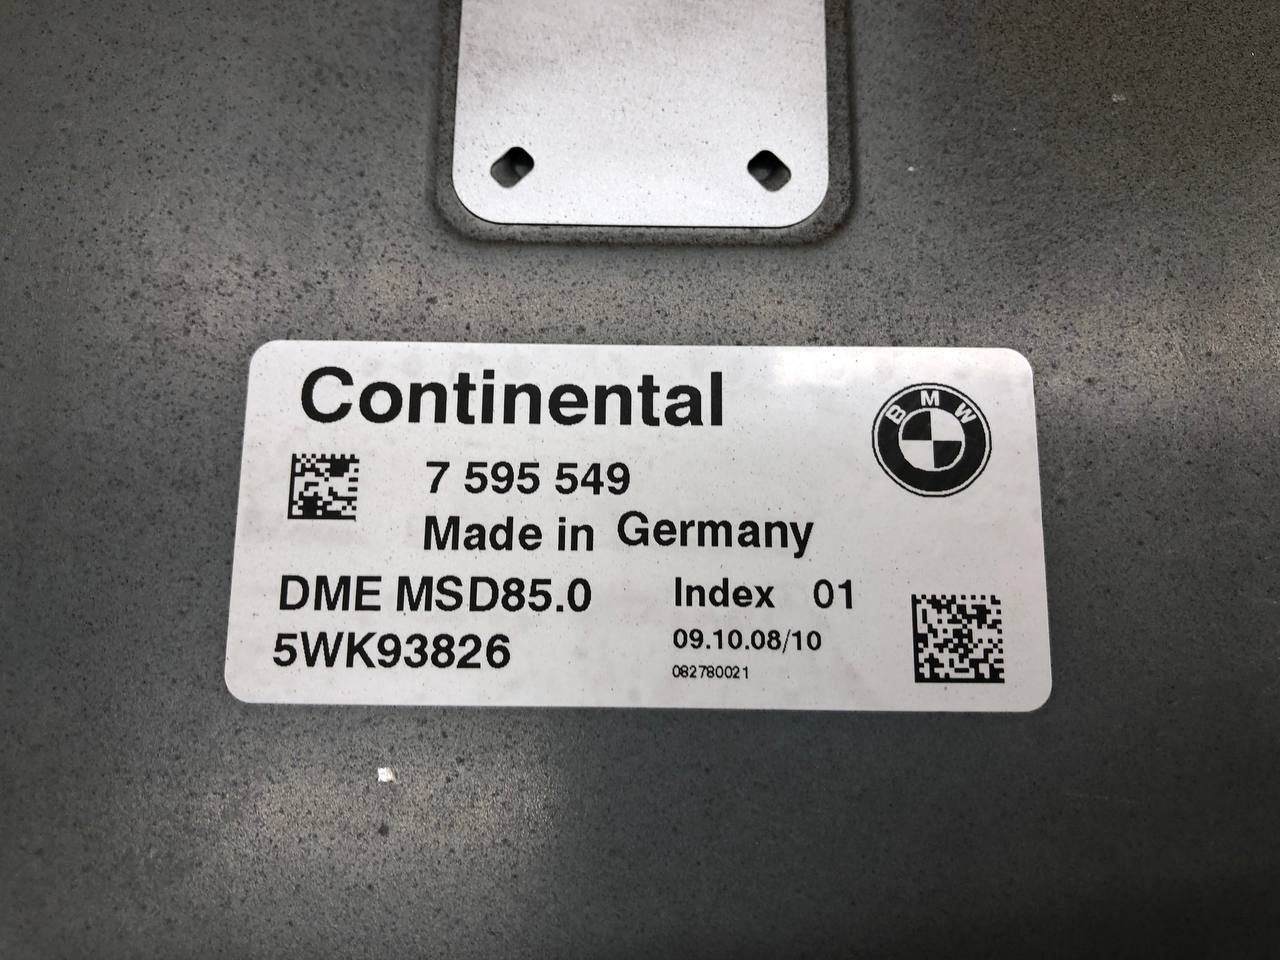 Continental
BMW
7 595 549
Made in Germany
DME MSD85.0 Index 01
5WK93826 09.10.08/10
082780021